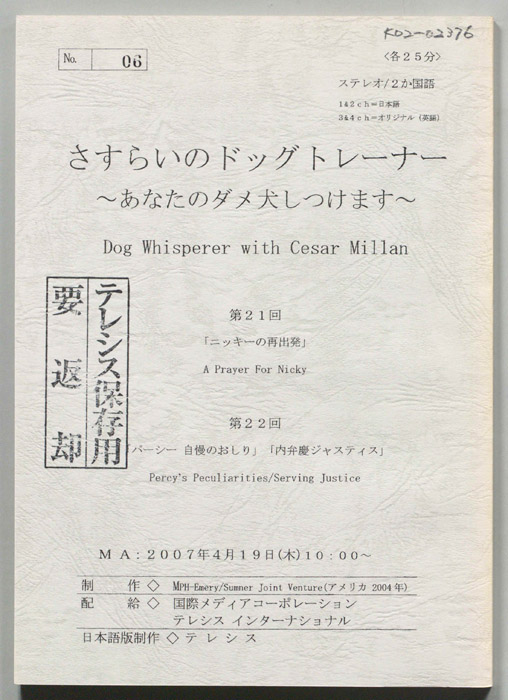 K02-02376
No. 06
〈各２５分〉
ステレオ/２か国語
1&2ｃｈ＝日本語
3&4ｃｈ＝オリジナル（英語）
さすらいのドッグトレーナー
～あなたのダメ犬しつけます～
Dog Whisperer with Cesar Millan
テレシス保存用
要返却
第２１回
「ニッキーの再出発」
A Prayer For Nicky
第２２回
「パーシー 自慢のおしり」「内弁慶ジャスティス」
Percy's Peculiarities/Serving Justice
ＭＡ：２００７年４月１９日(木)１０：００～
制　作◇ MPH-Emery/Sumner Joint Venture(アメリカ 2004年)
配　給◇ 国際メディアコーポレーション
テレシス インターナショナル
日本語版制作◇テレシス